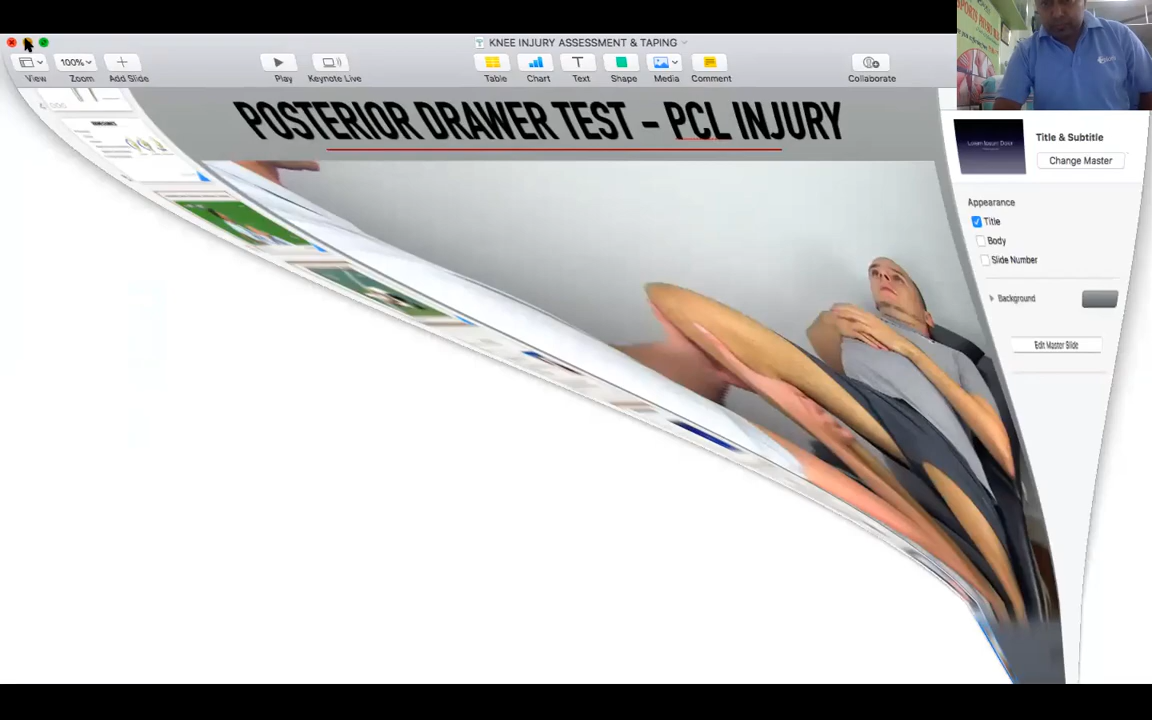 KNEE INJURY ASSESSMENT & TAPING
View
100%
Zoom
Add Slide
Play
Keynote Live
Table
Chart
Text
Shape
Media
Comment
Collaborate
POSTERIOR DRAWER TEST – PCL INJURY
Title & Subtitle
Change Master
Appearance
Title
Body
Slide Number
Background
Edit Master Slide